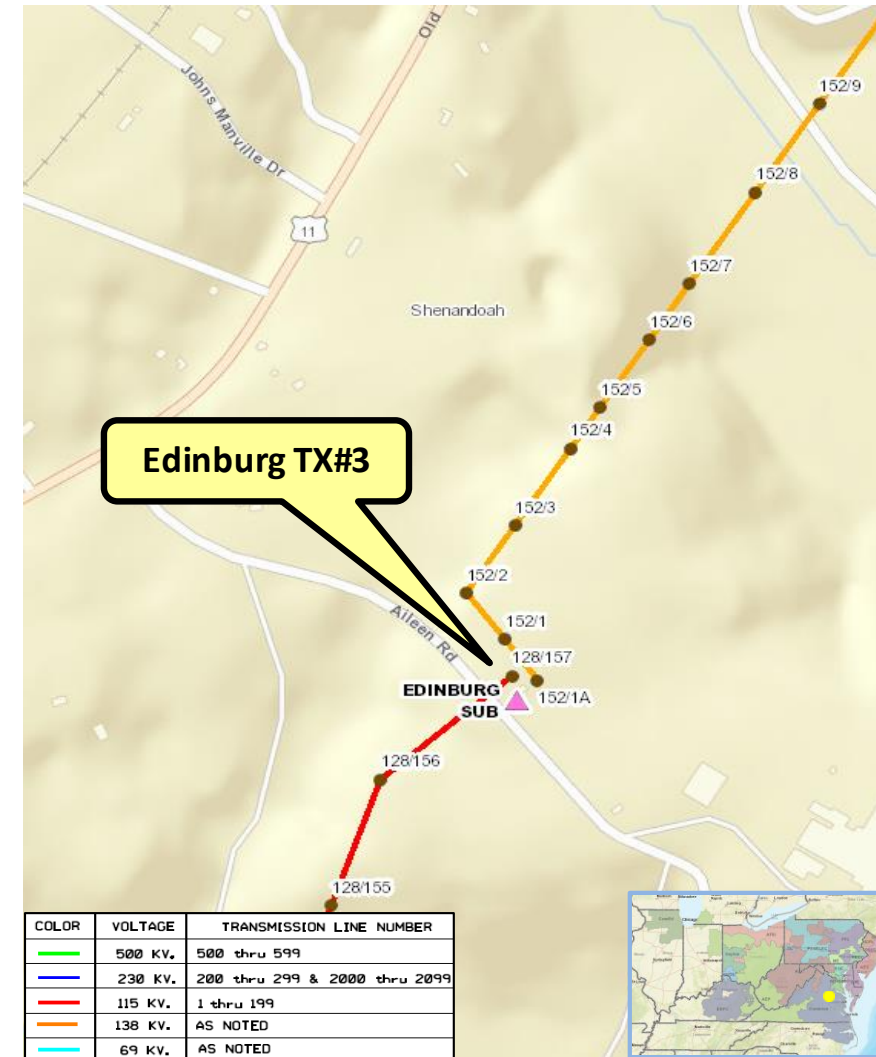 Old
152/9
Johns Manville Dr
152/8
11
152/7
Shenandoah
152/6
152/5
152/4
Edinburg TX#3
152/3
152/2
152/1
Aileen Rd
128/157
EDINBURG
SUB
152/1A
128/156
128/155
COLOR VOLTAGE TRANSMISSION LINE NUMBER
500 KV. 500 thru 599
230 KV. 200 thru 299 & 2000 thru 2099
115 KV. 1 thru 199
138 KV. AS NOTED
69 KV. AS NOTED